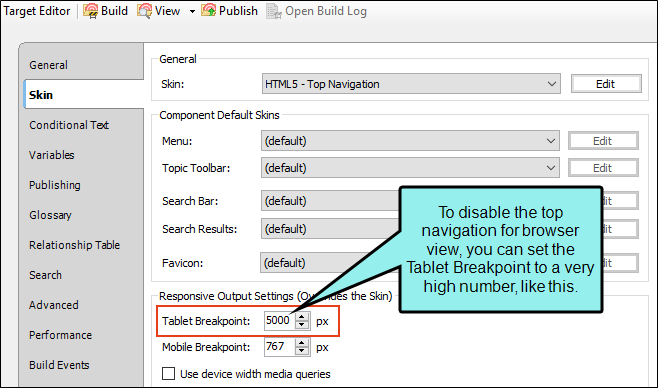 Target Editor Build View Publish Open Build Log
General
Skin
Conditional Text
Variables
Publishing
Glossary
Relationship Table
Search
Advanced
Performance
Build Events
General
Skin: HTML5 - Top Navigation Edit
Component Default Skins
Menu: (default) Edit
Topic Toolbar: (default) Edit
Search Bar: (default) Edit
Search Results: (default) Edit
Favicon: (default) Edit
To disable the top
navigation for browser
view, you can set the
Tablet Breakpoint to a very
high number, like this.
Responsive Output Settings (Overrides the Skin)
Tablet Breakpoint: 5000 px
Mobile Breakpoint: 767 px
Use device width media queries